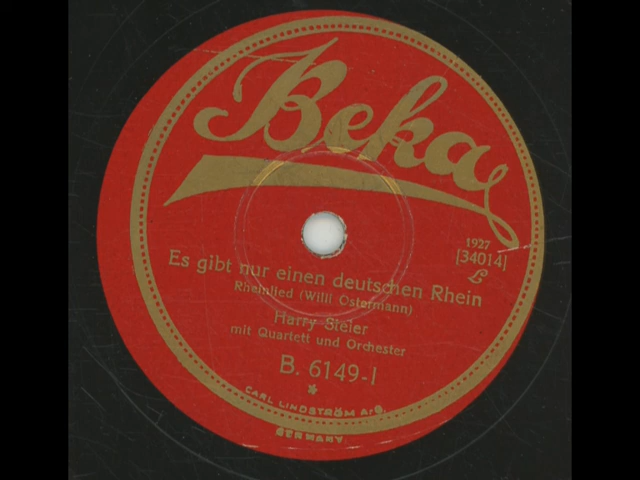 Beka
1927
[34014]
L
Es gibt nur einen deutschen Rhein
Rheinlied (Willi Ostermann)
Harry Steier
mit Quartett und Orchester
B. 6149-I
*
CARL LINDSTRÖM A.G.
GERMANY.